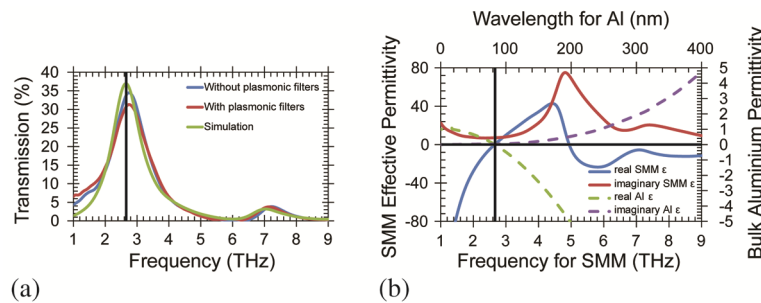 Transmission (%)
40
35
30
25
20
15
10
5
0
Without plasmonic filters
With plasmonic filters
Simulation
1 2 3 4 5 6 7 8 9
Frequency (THz)
(a)
Wavelength for Al (nm)
0 100 200 300 400
SMM Effective Permittivity
80
40
0
-40
-80
5
4
3
2
1
0
-1
-2
-3
-4
-5
Bulk Aluminium Permittivity
real SMM ε
imaginary SMM ε
real Al ε
imaginary Al ε
1 2 3 4 5 6 7 8 9
Frequency for SMM (THz)
(b)